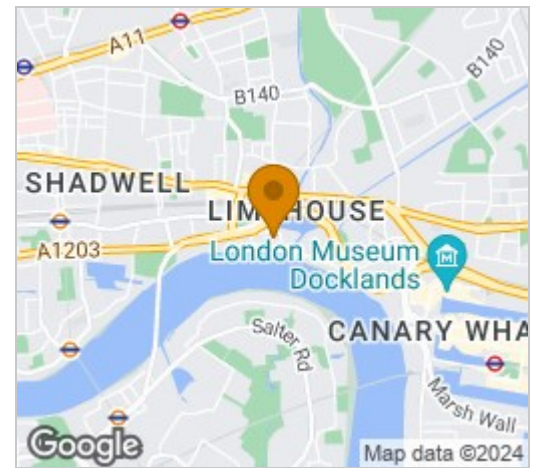 A11
B140
B140
SHADWELL
LIMEHOUSE
A1203
London Museum
Docklands
CANARY WHA
Salter Rd
Marsh Wall
Google
Map data ©2024